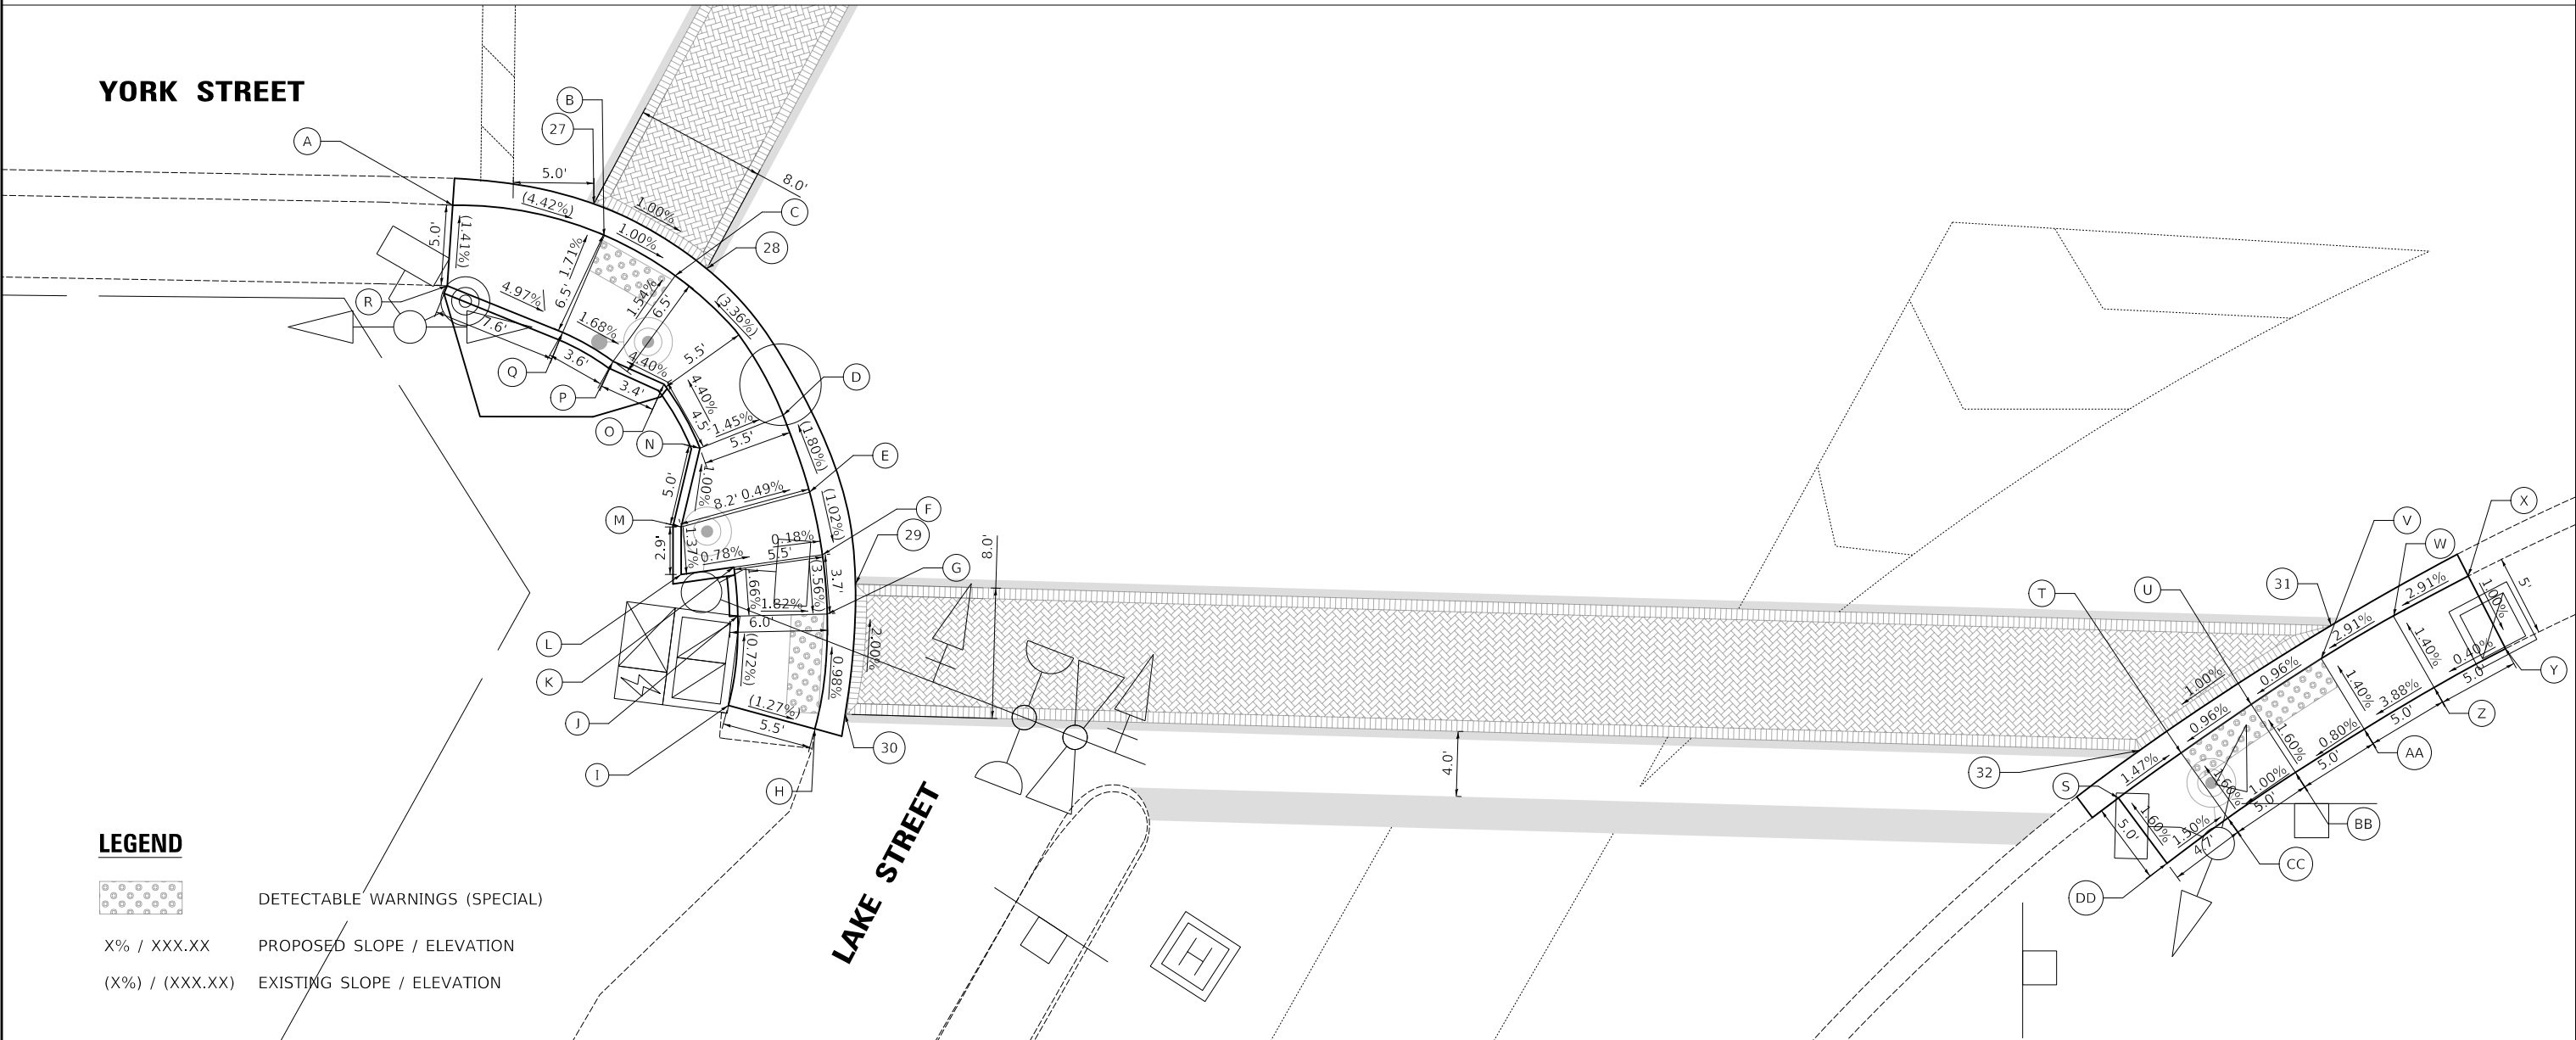 YORK STREET
A
B
27
5.0'
8.0'
(4.42%)
1.00%
C
1.00%
28
5.0'
(1.41%)
1.71%
6.5'
1.54%
6.5'
(3.36%)
R
4.97%
7.6'
1.68%
5.5'
4.40%
3.6'
Q
P
3.4'
4.40%
4.5'
D
O
N
1.45%
5.5'
(1.80%)
E
5.0'
1.00%
8.2'
0.49%
(1.02%)
M
F
29
2.9'
1.37%
0.78%
0.18%
5.5'
G
8.0'
1.66%
(3.56%)
3.7'
1.82%
6.0'
L
K
J
(0.72%)
2.00%
0.98%
(1.27%)
5.5'
I
H
30
LAKE STREET
4.0'
X
V
W
31
U
T
5'
2.91%
1.00%
2.91%
1.40%
0.40%
5.0'
Y
0.96%
1.00%
1.40%
3.88%
5.0'
Z
0.96%
1.60%
0.80%
5.0'
AA
32
1.47%
S
1.60%
1.00%
5.0'
BB
5.0'
1.60%
1.50%
4.7'
CC
DD
LEGEND
DETECTABLE WARNINGS (SPECIAL)
X% / XXX.XX PROPOSED SLOPE / ELEVATION
(X%) / (XXX.XX) EXISTING SLOPE / ELEVATION